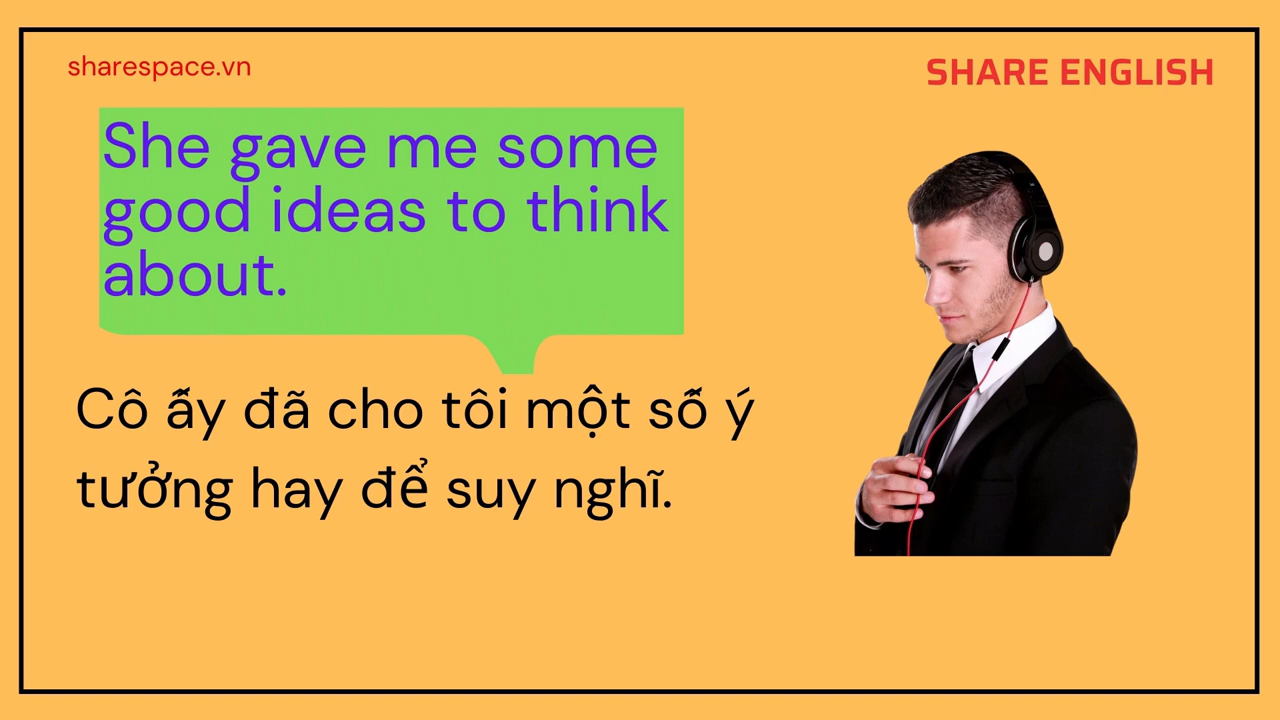 sharespace.vn
SHARE ENGLISH
She gave me some
good ideas to think
about.
Cô ấy đã cho tôi một số ý
tưởng hay để suy nghĩ.